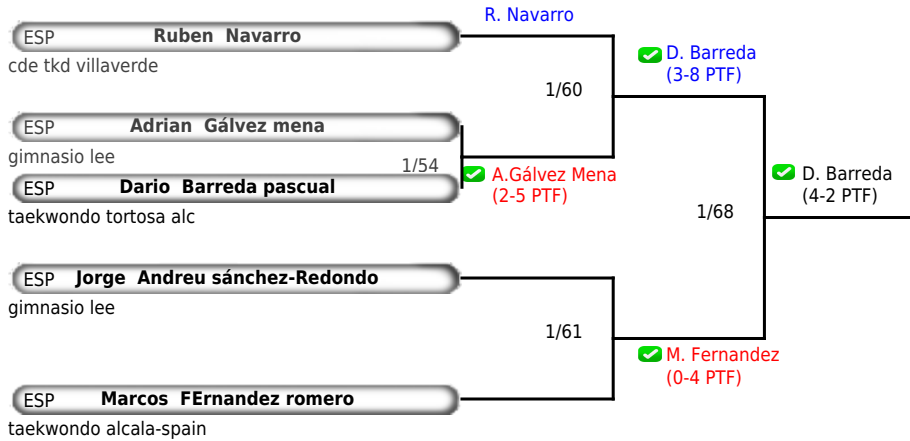 R. Navarro
ESP Ruben Navarro
cde tkd villaverde
D. Barreda
(3-8 PTF)
1/60
ESP Adrian Gálvez mena
gimnasio lee
1/54
A.Gálvez Mena
(2-5 PTF)
ESP Dario Barreda pascual
taekwondo tortosa alc
D. Barreda
(4-2 PTF)
1/68
ESP Jorge Andreu sánchez-Redondo
gimnasio lee
1/61
M. Fernandez
(0-4 PTF)
ESP Marcos FErnandez romero
taekwondo alcala-spain